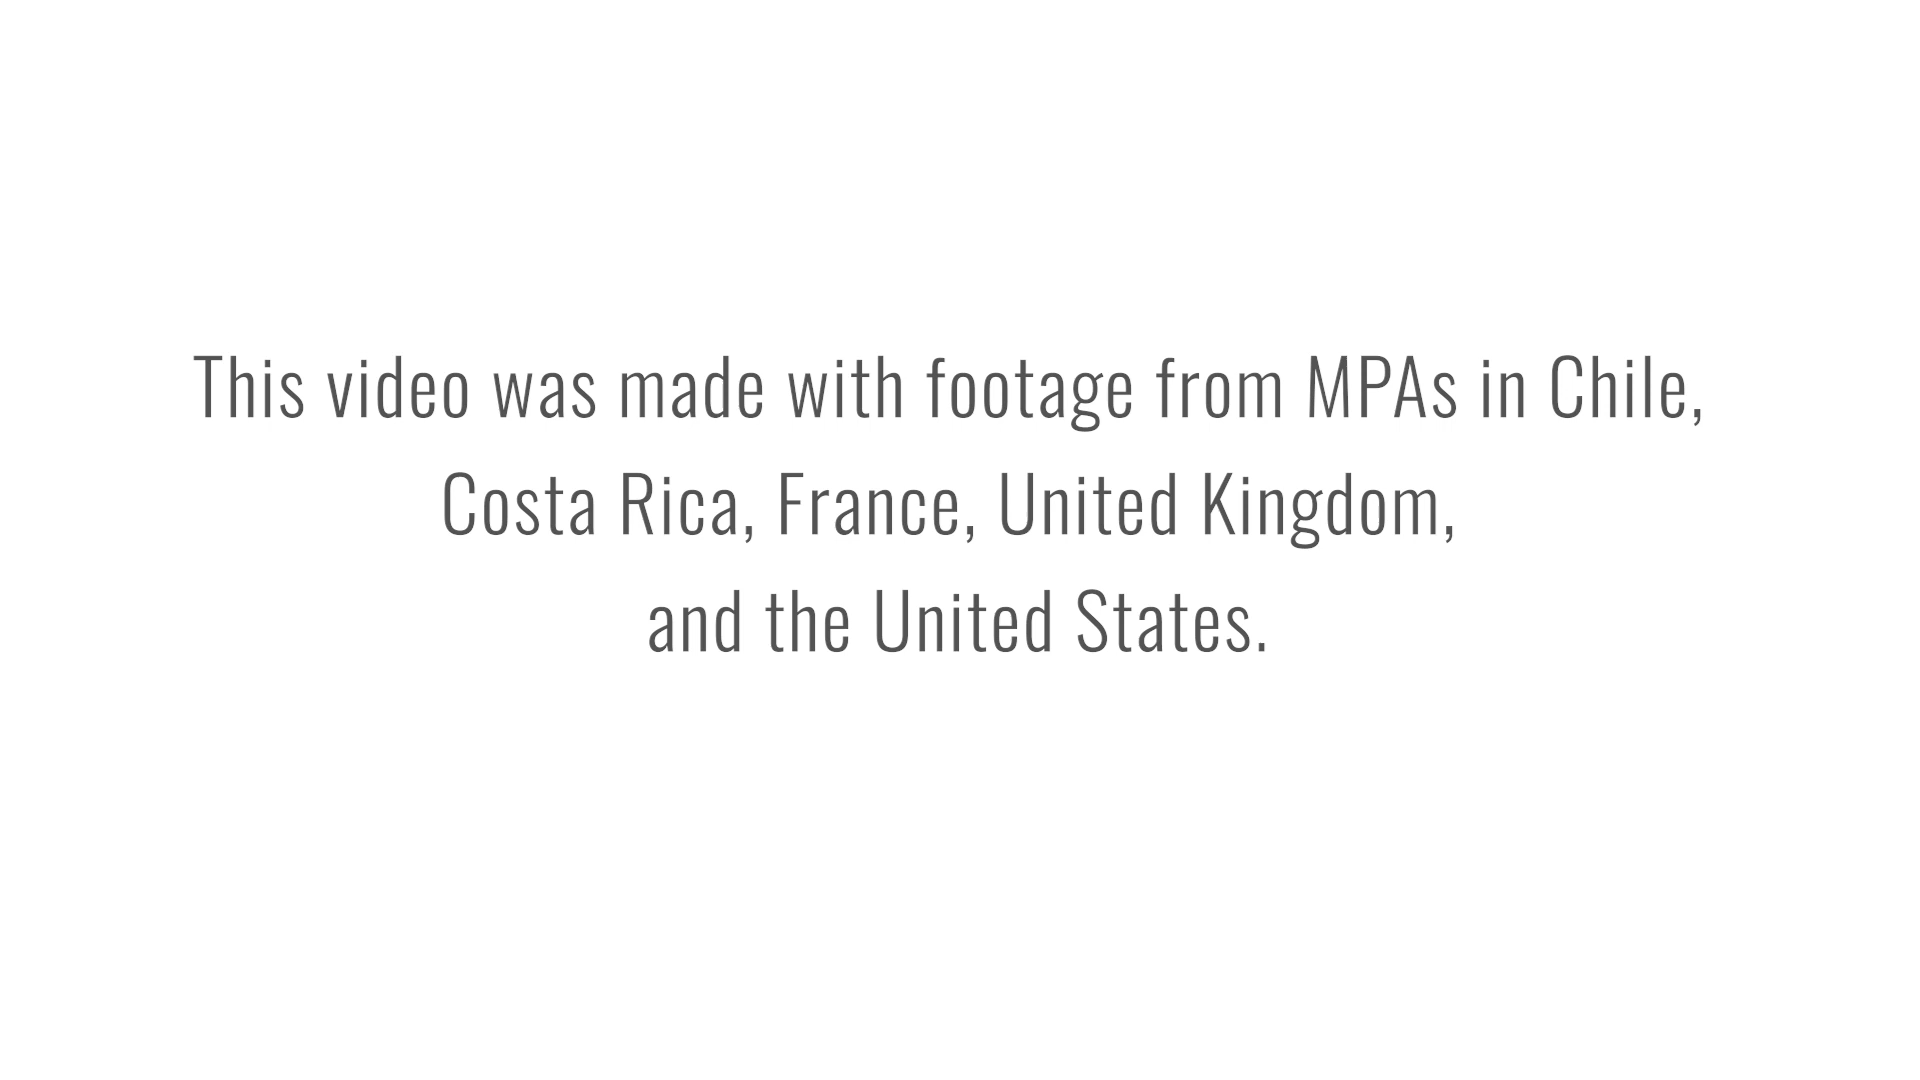 This video was made with footage from MPAs in Chile,
Costa Rica, France, United Kingdom,
and the United States.